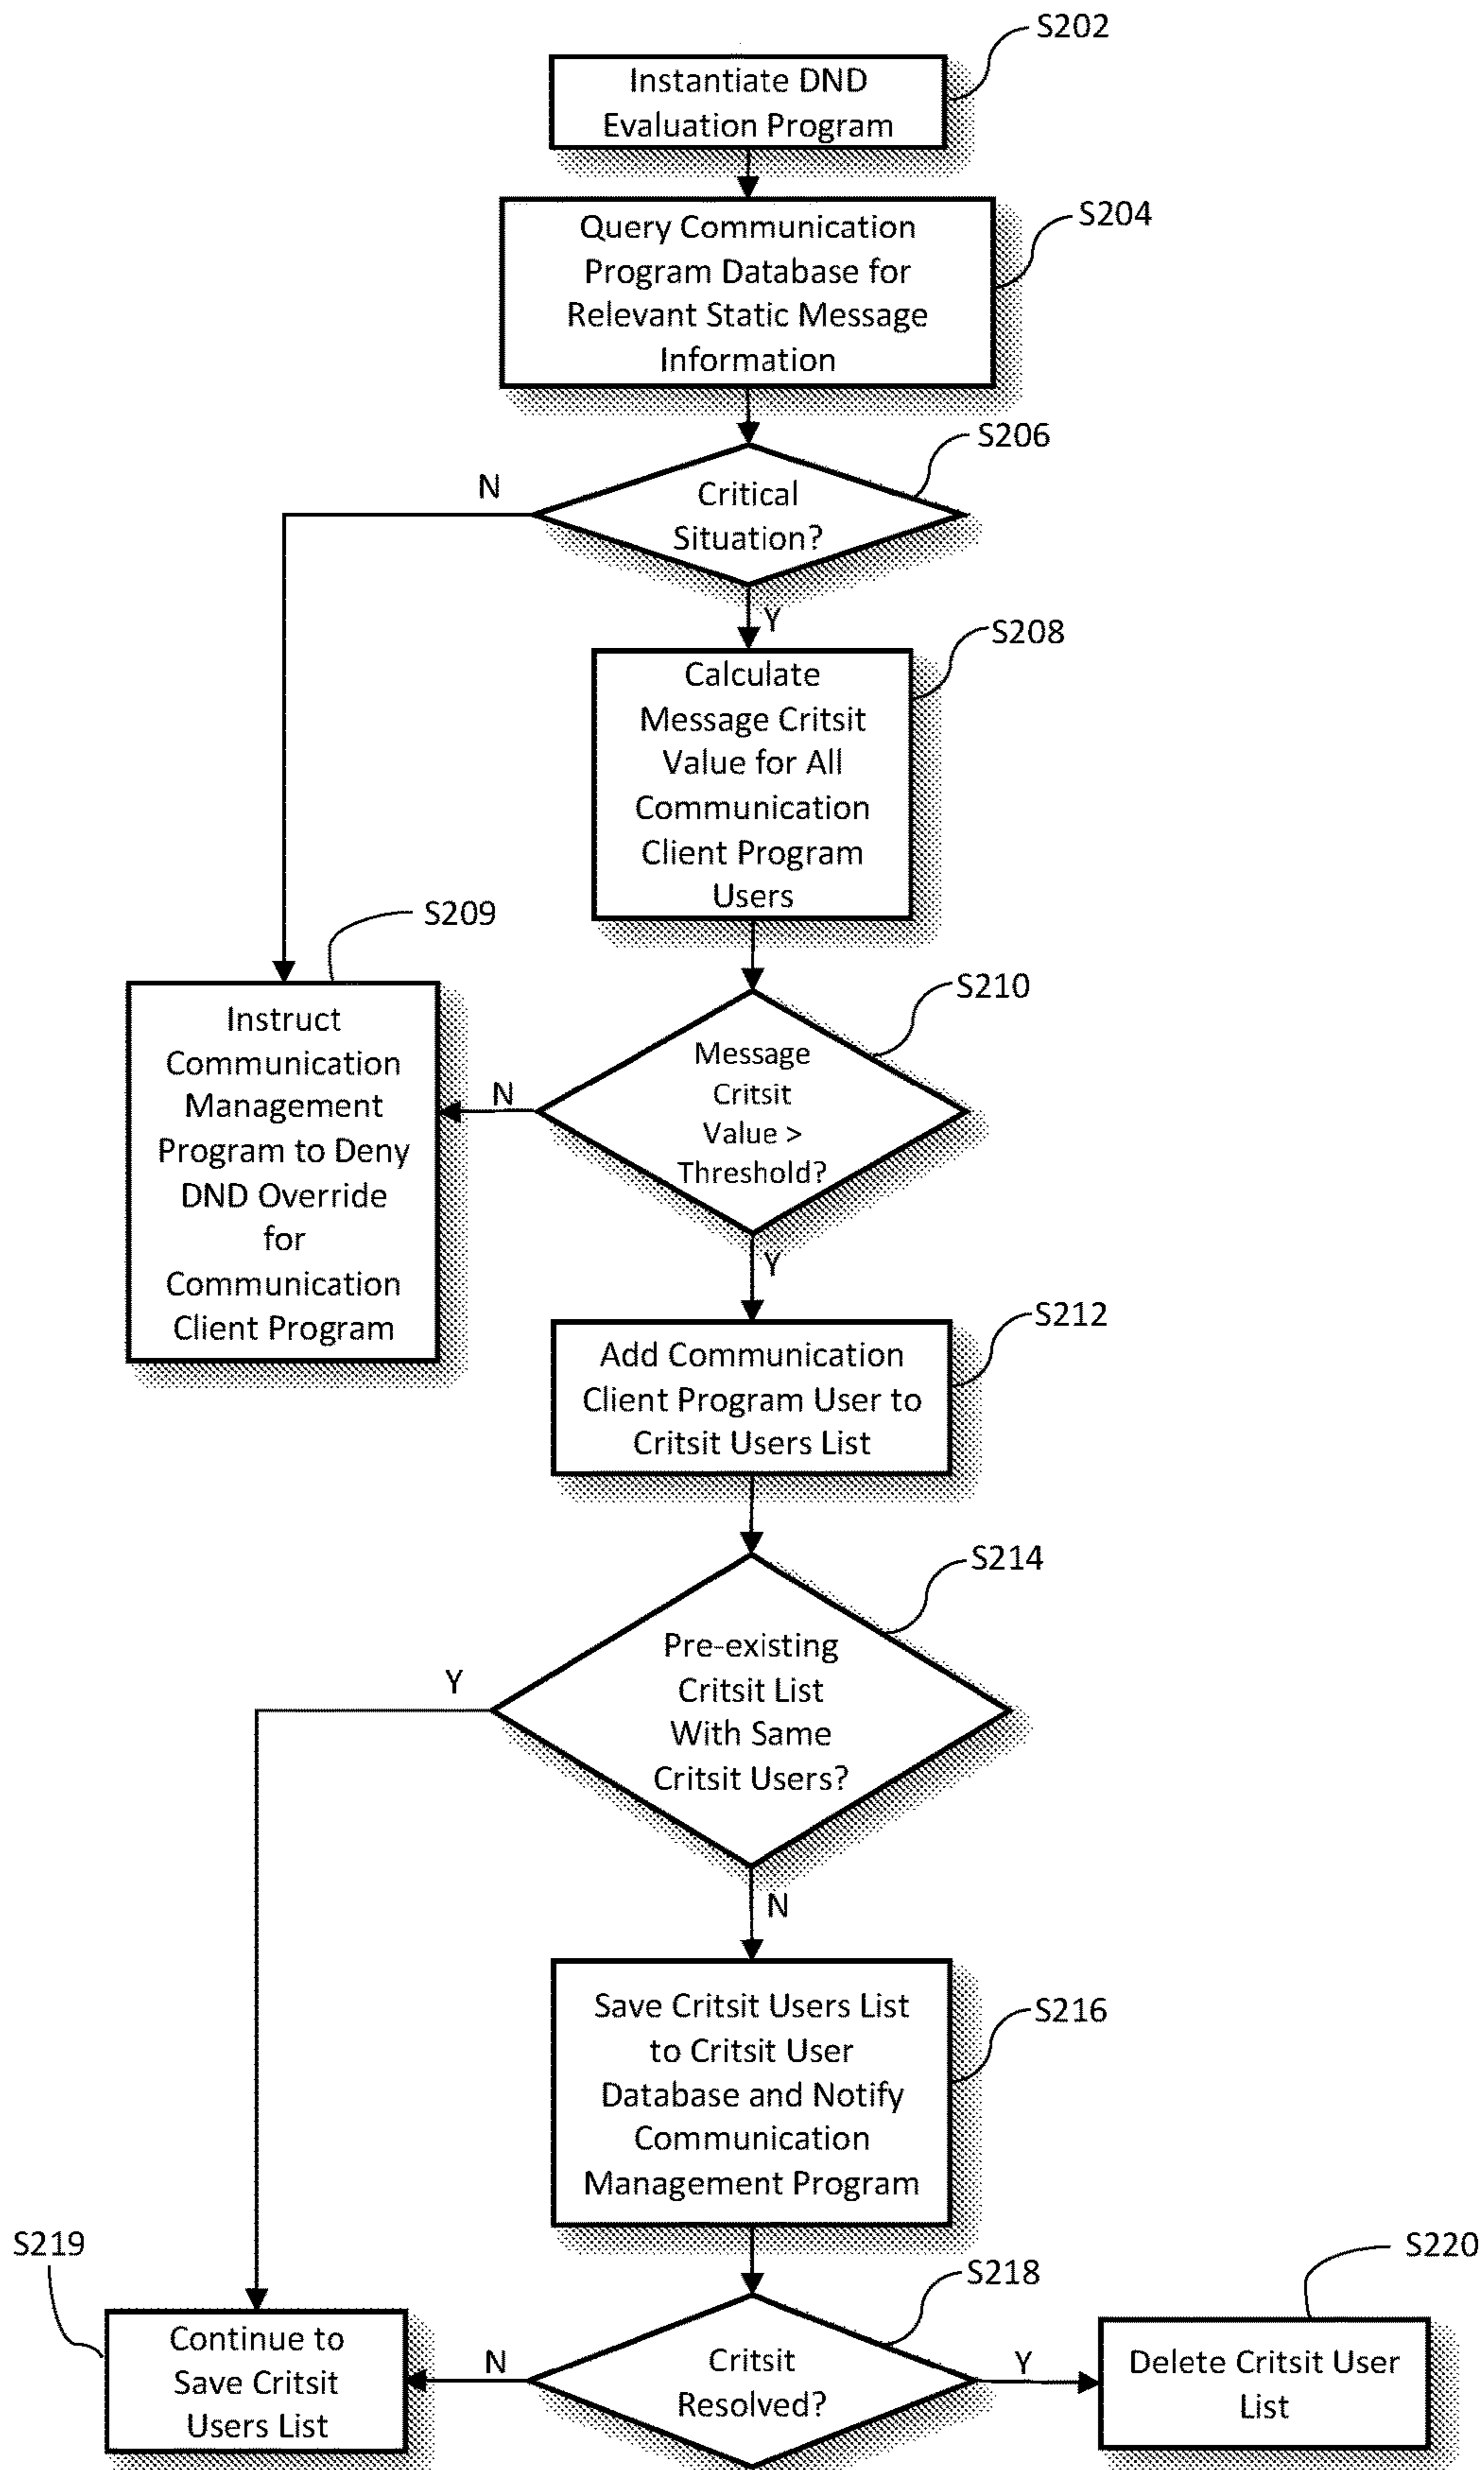 S202
Instantiate DND
Evaluation Program
S204
Query Communication
Program Database for
Relevant Static Message
Information
S206
Critical
Situation?
N
Y
S208
Calculate
Message Critsit
Value for All
Communication
Client Program
Users
S209
Instruct
Communication
Management
Program to Deny
DND Override
for
Communication
Client Program
S210
Message
Critsit
Value >
Threshold?
N
Y
S212
Add Communication
Client Program User to
Critsit Users List
S214
Pre-existing
Critsit List
With Same
Critsit Users?
Y
N
S216
Save Critsit Users List
to Critsit User
Database and Notify
Communication
Management Program
S219
Continue to
Save Critsit
Users List
S218
Critsit
Resolved?
N
Y
S220
Delete Critsit User
List